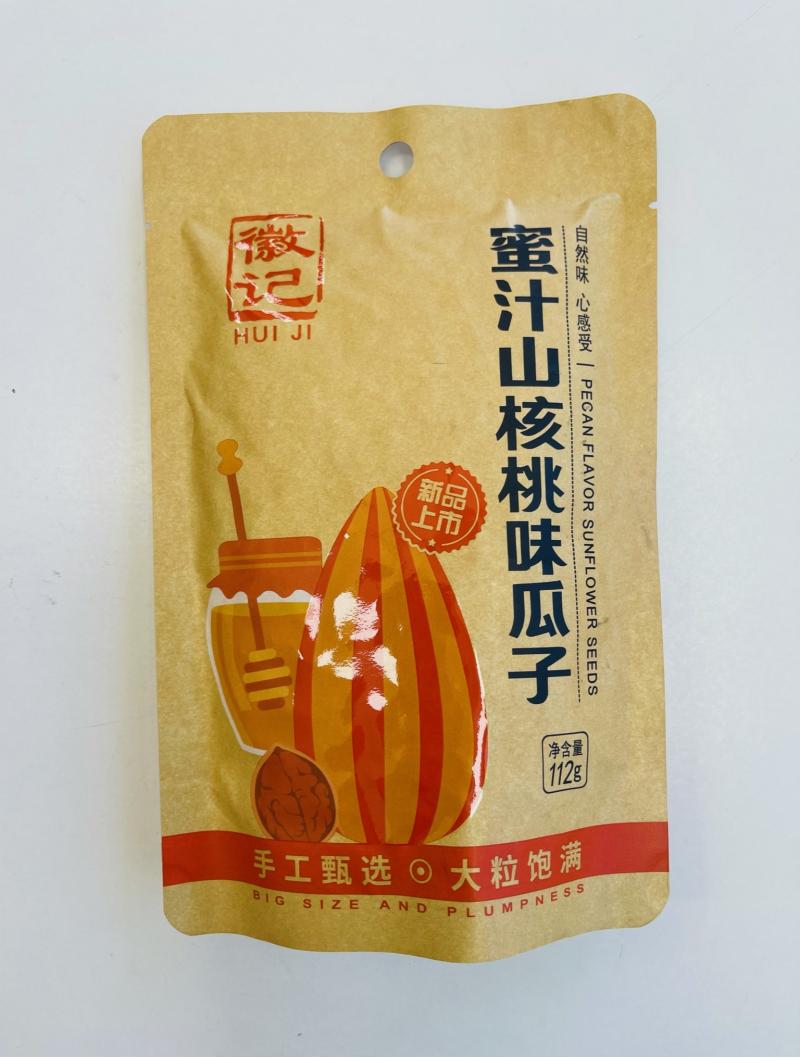 徽记
HUI JI
蜜汁山核桃味瓜子
自然味 心感受 | PECAN FLAVOR SUNFLOWER SEEDS
新品
上市
净含量
112g
手工甄选 ⊙ 大粒饱满
BIG SIZE AND PLUMPNESS